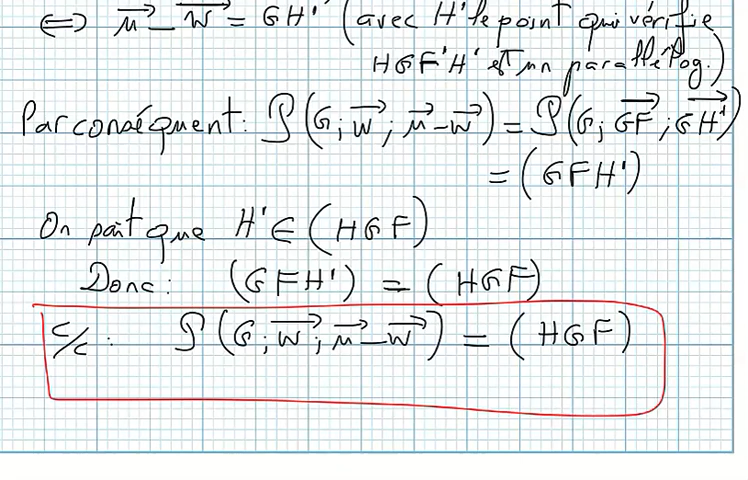 ⟺ u⃗ - w⃗ = GH' (avec H' le point qui vérifie
HGF'H' est un parallélog.)
Par conséquent: P(G; w⃗; u⃗-w⃗) = P(G; GF⃗; GH'⃗)
= (GFH')
On sait que H' ∈ (HGF)
Donc: (GFH') = (HGF)
c/c: P(G; w⃗; u⃗-w⃗) = (HGF)